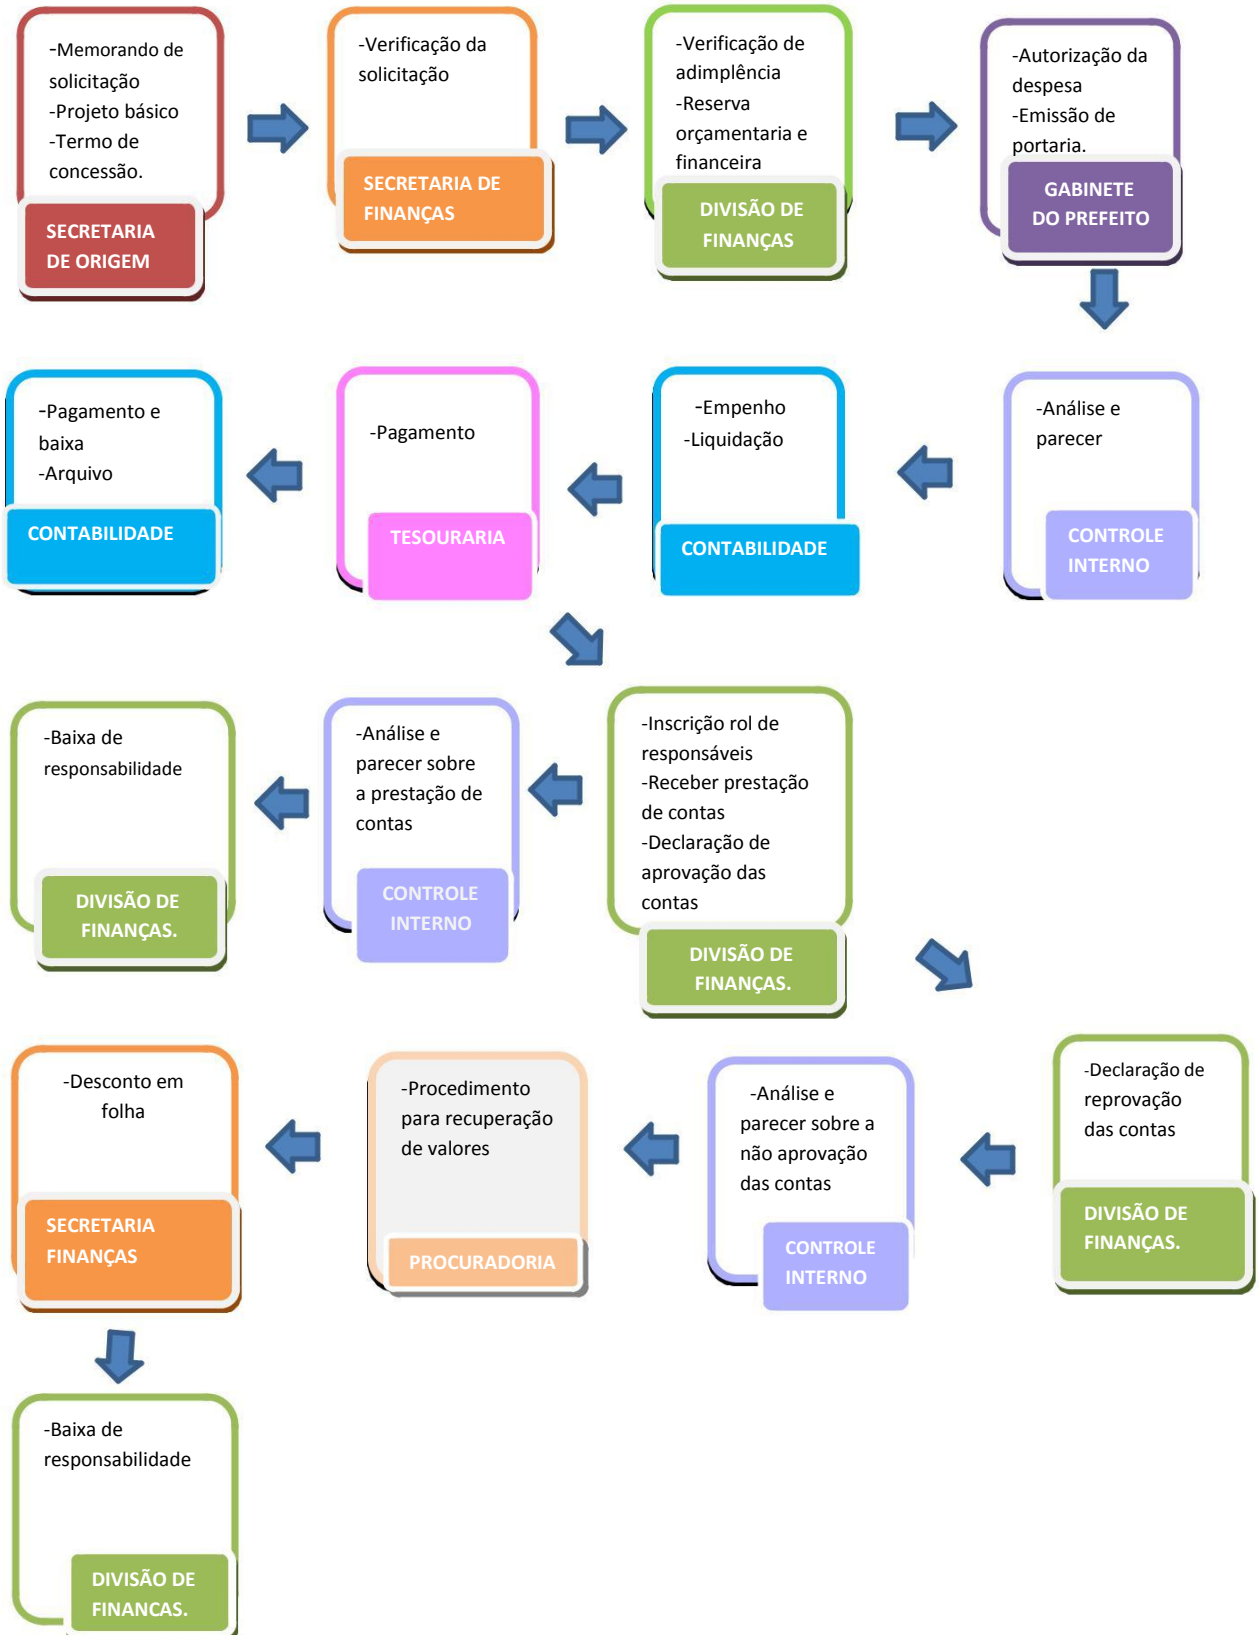 -Memorando de
solicitação
-Projeto básico
-Termo de
concessão.
SECRETARIA
DE ORIGEM
-Verificação da
solicitação
SECRETARIA DE
FINANÇAS
-Verificação de
adimplência
-Reserva
orçamentaria e
financeira
DIVISÃO DE
FINANÇAS
-Autorização da
despesa
-Emissão de
portaria.
GABINETE
DO PREFEITO
-Análise e
parecer
CONTROLE
INTERNO
-Empenho
-Liquidação
CONTABILIDADE
-Pagamento
TESOURARIA
-Pagamento e
baixa
-Arquivo
CONTABILIDADE
-Inscrição rol de
responsáveis
-Receber prestação
de contas
-Declaração de
aprovação das
contas
DIVISÃO DE
FINANÇAS.
-Análise e
parecer sobre
a prestação de
contas
CONTROLE
INTERNO
-Baixa de
responsabilidade
DIVISÃO DE
FINANÇAS.
-Declaração de
reprovação
das contas
DIVISÃO DE
FINANÇAS.
-Análise e
parecer sobre a
não aprovação
das contas
CONTROLE
INTERNO
-Procedimento
para recuperação
de valores
PROCURADORIA
-Desconto em
folha
SECRETARIA
FINANÇAS
-Baixa de
responsabilidade
DIVISÃO DE
FINANCAS.